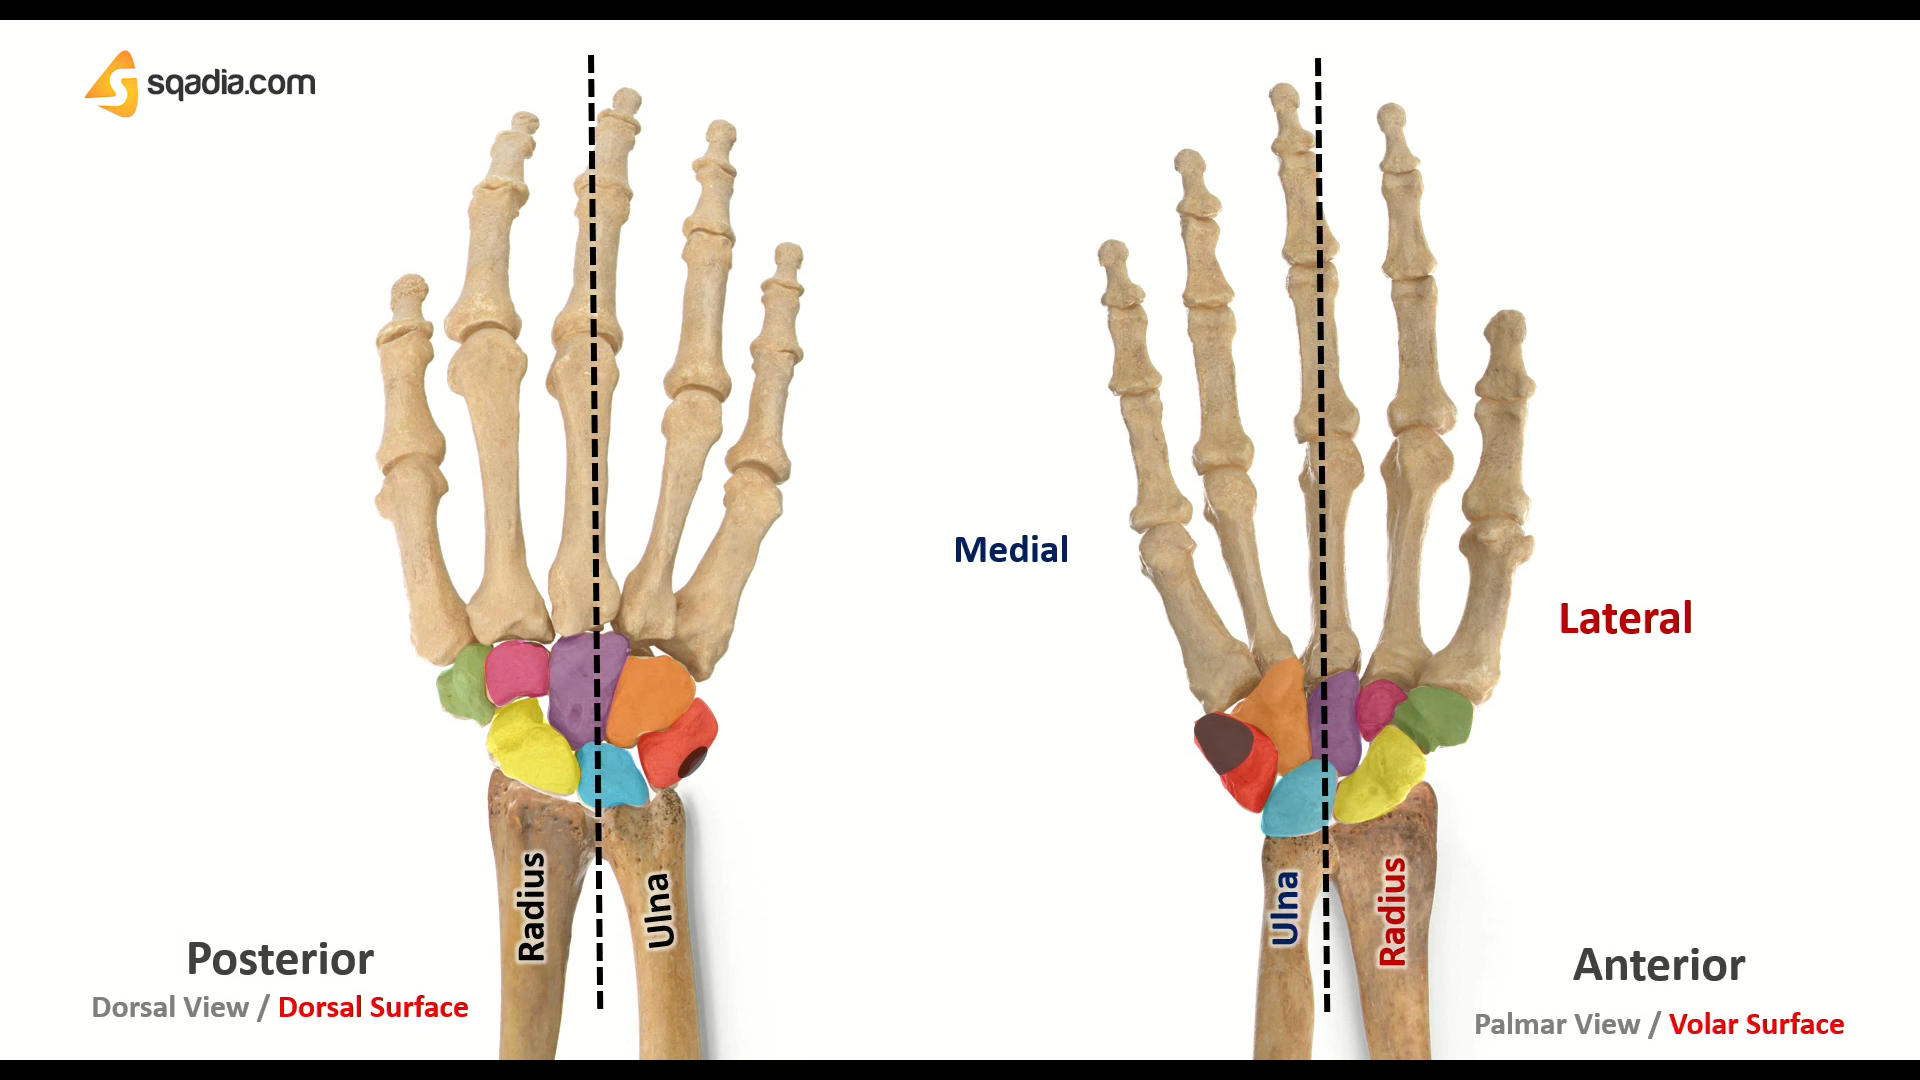 sqadia.com
Medial
Lateral
Radius
Ulna
Ulna
Radius
Posterior
Dorsal View / Dorsal Surface
Anterior
Palmar View / Volar Surface